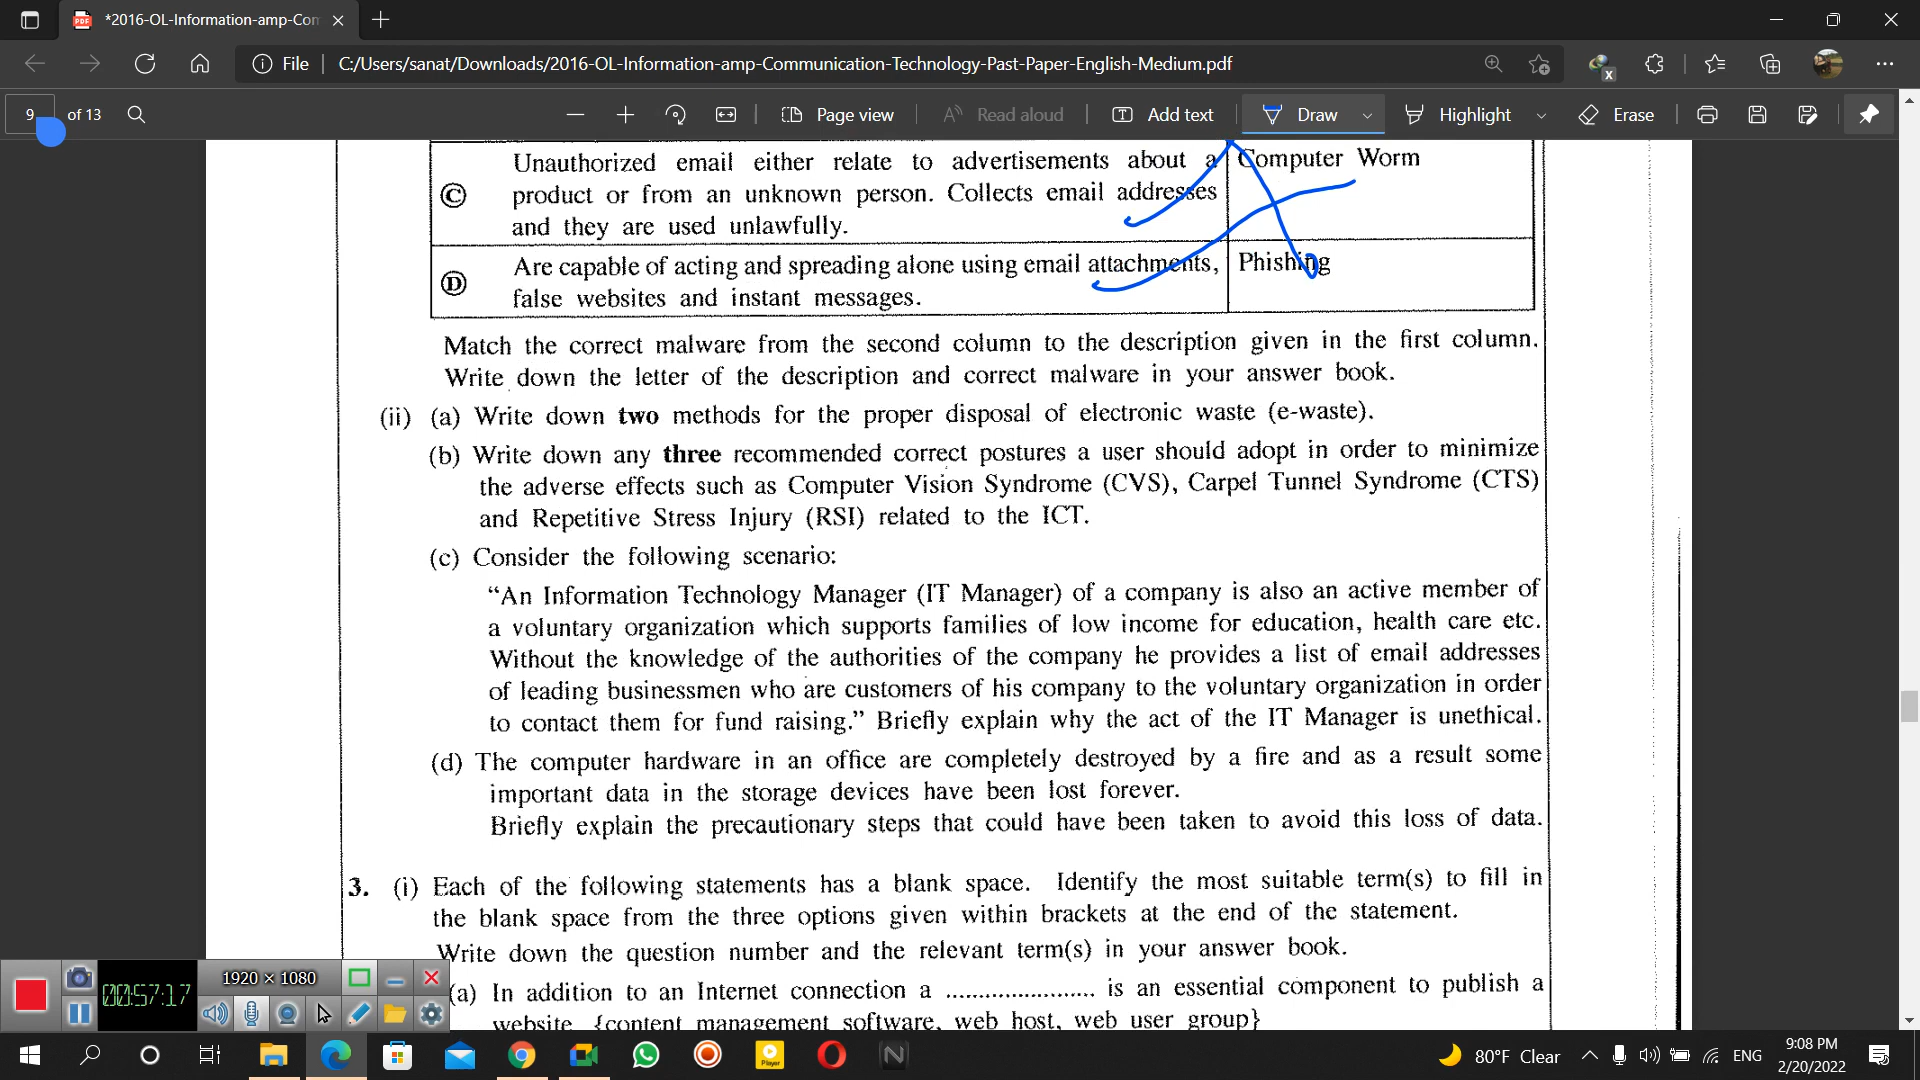 *2016-OL-Information-amp-Com
File
C:/Users/sanat/Downloads/2016-OL-Information-amp-Communication-Technology-Past-Paper-English-Medium.pdf
9 of 13
Page view
Read aloud
Add text
Draw
Highlight
Erase
Unauthorized email either relate to advertisements about a Computer Worm
Ⓒ product or from an unknown person. Collects email addresses
and they are used unlawfully.
Are capable of acting and spreading alone using email attachments, Phishing
Ⓓ false websites and instant messages.
Match the correct malware from the second column to the description given in the first column.
Write down the letter of the description and correct malware in your answer book.
(ii) (a) Write down two methods for the proper disposal of electronic waste (e-waste).
(b) Write down any three recommended correct postures a user should adopt in order to minimize
the adverse effects such as Computer Vision Syndrome (CVS), Carpel Tunnel Syndrome (CTS)
and Repetitive Stress Injury (RSI) related to the ICT.
(c) Consider the following scenario:
“An Information Technology Manager (IT Manager) of a company is also an active member of
a voluntary organization which supports families of low income for education, health care etc.
Without the knowledge of the authorities of the company he provides a list of email addresses
of leading businessmen who are customers of his company to the voluntary organization in order
to contact them for fund raising.” Briefly explain why the act of the IT Manager is unethical.
(d) The computer hardware in an office are completely destroyed by a fire and as a result some
important data in the storage devices have been lost forever.
Briefly explain the precautionary steps that could have been taken to avoid this loss of data.
3. (i) Each of the following statements has a blank space. Identify the most suitable term(s) to fill in
the blank space from the three options given within brackets at the end of the statement.
Write down the question number and the relevant term(s) in your answer book.
(a) In addition to an Internet connection a ...................... is an essential component to publish a
website. {content management software, web host, web user group}
00:57:17
1920 × 1080
80°F Clear
ENG
9:08 PM
2/20/2022